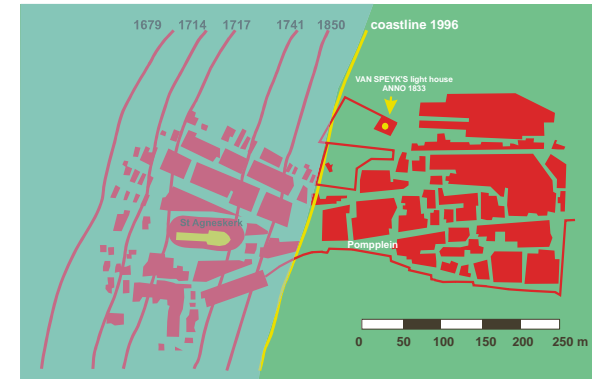 1679 1714 1717 1741 1850 coastline 1996
VAN SPEYK'S light house
ANNO 1833
St Agneskerk
Pompplein
0 50 100 150 200 250 m